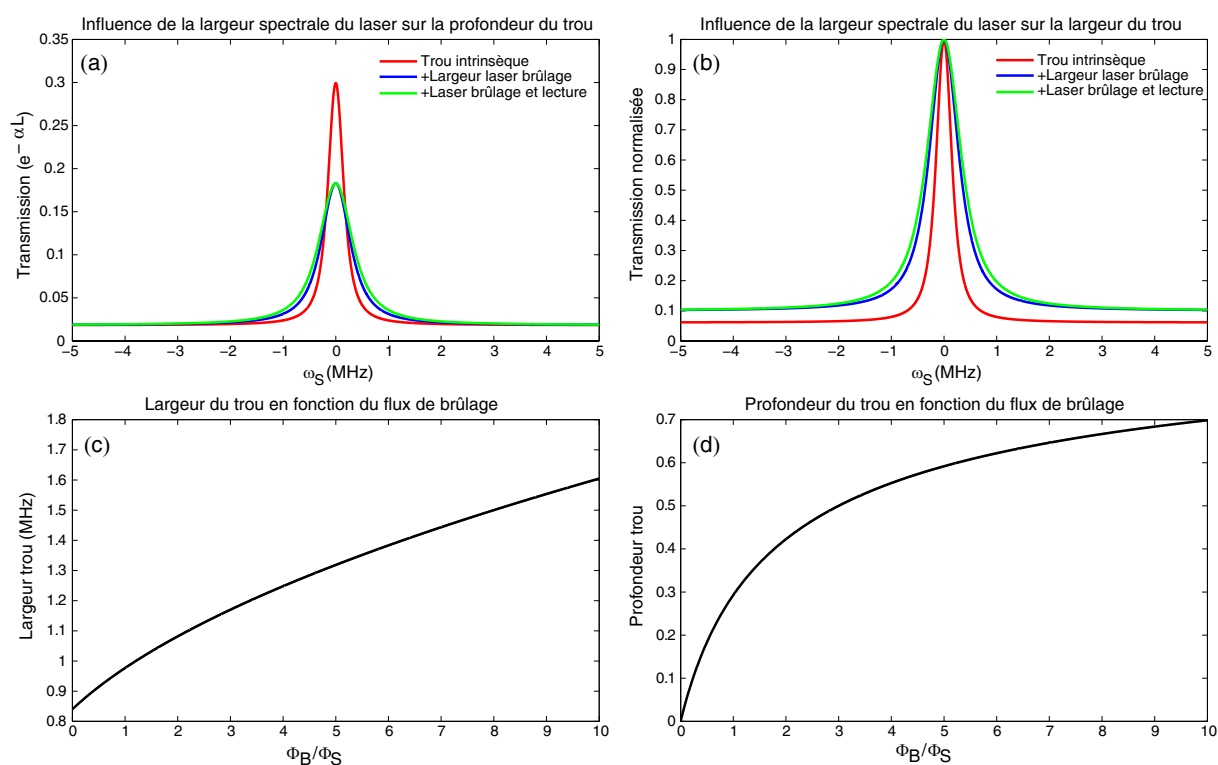 Influence de la largeur spectrale du laser sur la profondeur du trou
(a)
Trou intrinsèque
+Largeur laser brûlage
+Laser brûlage et lecture
Transmission (e^{- αL})
0.35
0.3
0.25
0.2
0.15
0.1
0.05
0
−5 −4 −3 −2 −1 0 1 2 3 4 5
ω_S(MHz)
Influence de la largeur spectrale du laser sur la largeur du trou
(b)
Trou intrinsèque
+Largeur laser brûlage
+Laser brûlage et lecture
Transmission normalisée
1
0.9
0.8
0.7
0.6
0.5
0.4
0.3
0.2
0.1
0
−5 −4 −3 −2 −1 0 1 2 3 4 5
ω_S(MHz)
Largeur du trou en fonction du flux de brûlage
(c)
Largeur trou (MHz)
1.8
1.7
1.6
1.5
1.4
1.3
1.2
1.1
1
0.9
0.8
0 1 2 3 4 5 6 7 8 9 10
Φ_B/Φ_S
Profondeur du trou en fonction du flux de brûlage
(d)
Profondeur trou
0.7
0.6
0.5
0.4
0.3
0.2
0.1
0
0 1 2 3 4 5 6 7 8 9 10
Φ_B/Φ_S